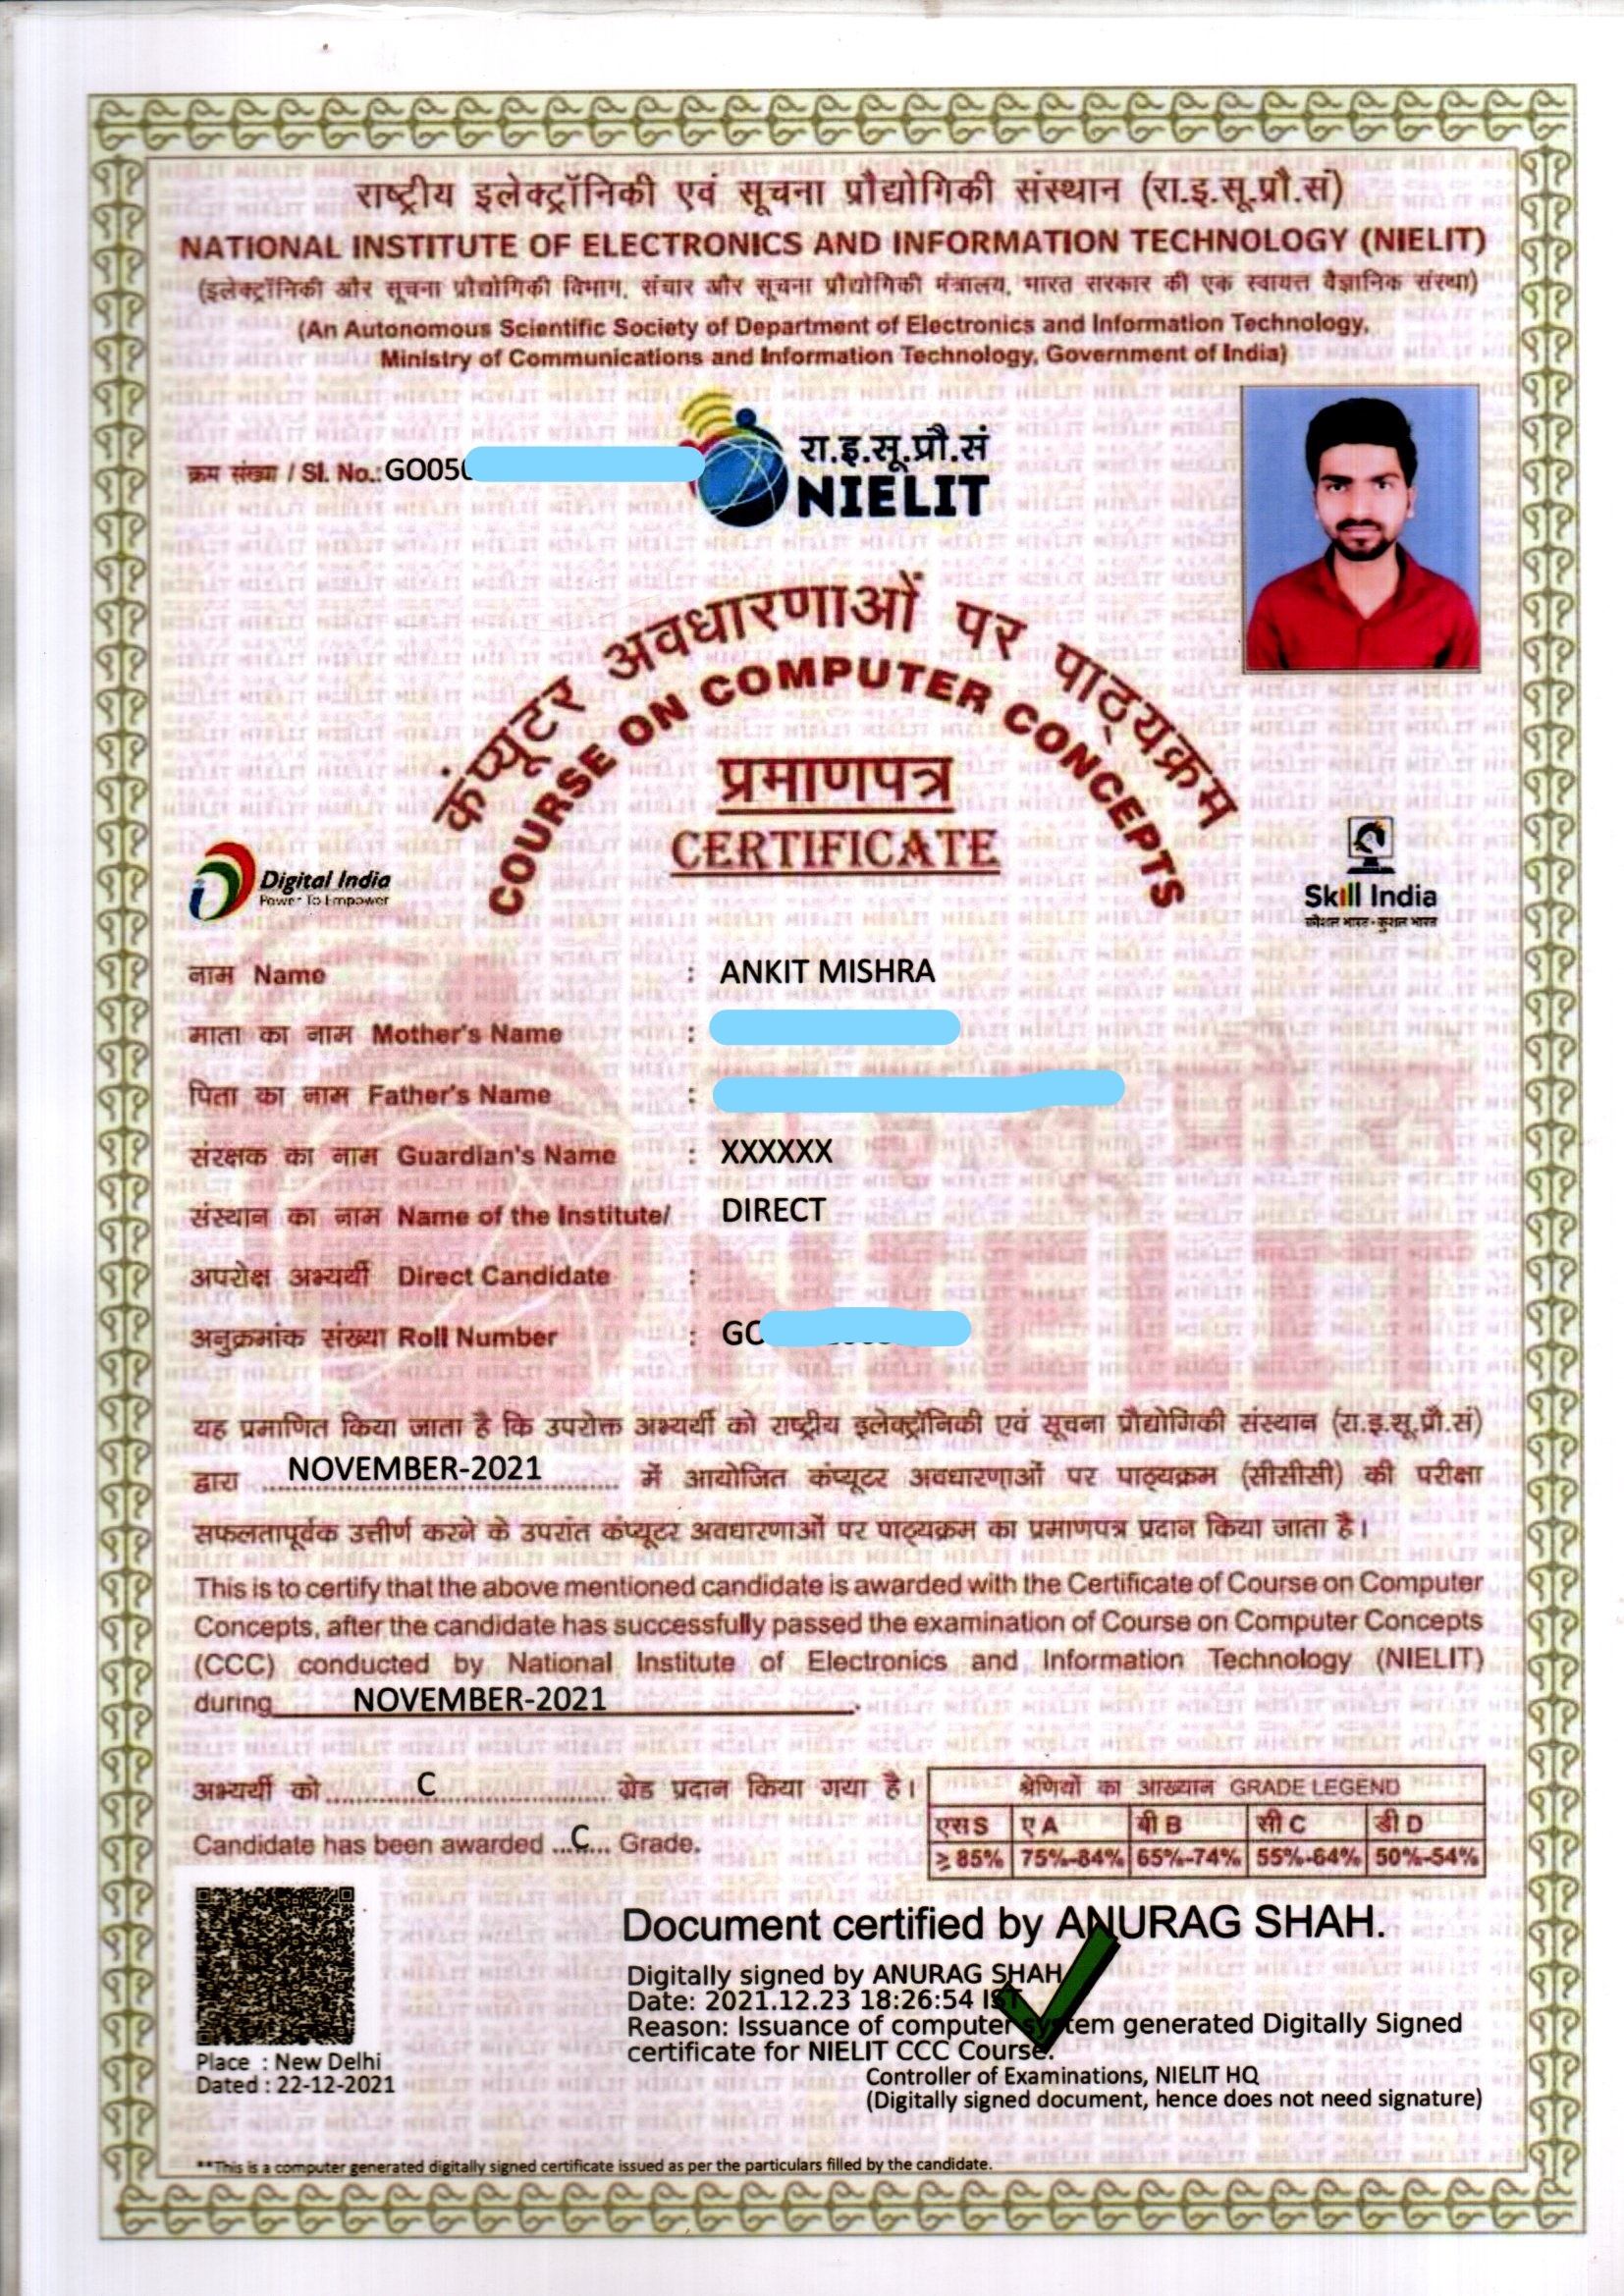 राष्ट्रीय इलेक्ट्रॉनिकी एवं सूचना प्रौद्योगिकी संस्थान (रा.इ.सू.प्रौ.सं)
NATIONAL INSTITUTE OF ELECTRONICS AND INFORMATION TECHNOLOGY (NIELIT)
(इलेक्ट्रॉनिकी और सूचना प्रौद्योगिकी विभाग, संचार और सूचना प्रौद्योगिकी मंत्रालय, भारत सरकार की एक स्वायत्त वैज्ञानिक संस्था)
(An Autonomous Scientific Society of Department of Electronics and Information Technology,
Ministry of Communications and Information Technology, Government of India)
क्रम संख्या / Sl. No.: GO05
रा.इ.सू.प्रौ.सं
NIELIT
कंप्यूटर अवधारणाओं पर पाठ्यक्रम
COURSE ON COMPUTER CONCEPTS
प्रमाणपत्र
CERTIFICATE
Digital India
Power To Empower
Skill India
कौशल भारत - कुशल भारत
नाम Name : ANKIT MISHRA
माता का नाम Mother's Name :
पिता का नाम Father's Name :
संरक्षक का नाम Guardian's Name : XXXXXX
संस्थान का नाम Name of the Institute/ DIRECT
अपरोक्ष अभ्यर्थी Direct Candidate :
अनुक्रमांक संख्या Roll Number : GO
यह प्रमाणित किया जाता है कि उपरोक्त अभ्यर्थी को राष्ट्रीय इलेक्ट्रॉनिकी एवं सूचना प्रौद्योगिकी संस्थान (रा.इ.सू.प्रौ.सं)
द्वारा NOVEMBER-2021 में आयोजित कंप्यूटर अवधारणाओं पर पाठ्यक्रम (सीसीसी) की परीक्षा
सफलतापूर्वक उत्तीर्ण करने के उपरांत कंप्यूटर अवधारणाओं पर पाठ्यक्रम का प्रमाणपत्र प्रदान किया जाता है।
This is to certify that the above mentioned candidate is awarded with the Certificate of Course on Computer
Concepts, after the candidate has successfully passed the examination of Course on Computer Concepts
(CCC) conducted by National Institute of Electronics and Information Technology (NIELIT)
during NOVEMBER-2021.
अभ्यर्थी को ........C........ ग्रेड प्रदान किया गया है।
Candidate has been awarded ...C... Grade.
श्रेणियों का आख्यान GRADE LEGEND
एस S ए A बी B सी C डी D
≥ 85% 75%-84% 65%-74% 55%-64% 50%-54%
Document certified by ANURAG SHAH.
Digitally signed by ANURAG SHAH
Date: 2021.12.23 18:26:54 IST
Reason: Issuance of computer system generated Digitally Signed
certificate for NIELIT CCC Course.
Controller of Examinations, NIELIT HQ
(Digitally signed document, hence does not need signature)
Place : New Delhi
Dated : 22-12-2021
**This is a computer generated digitally signed certificate issued as per the particulars filled by the candidate.